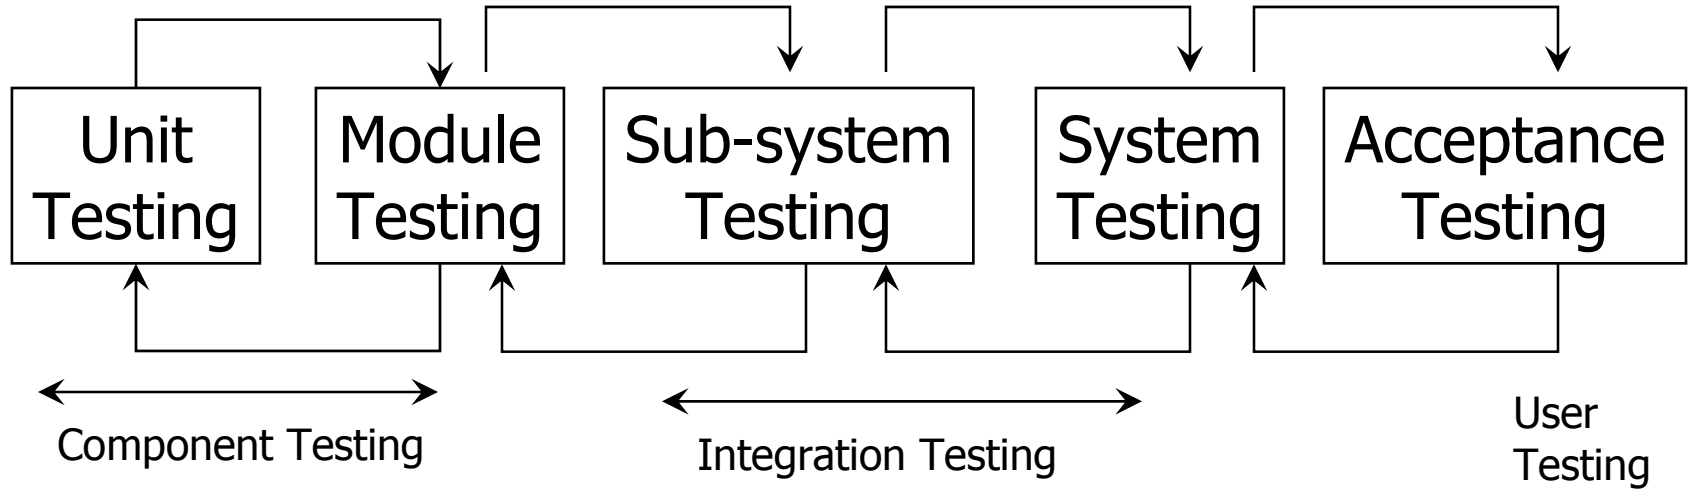 Unit
Testing
Module
Testing
Sub-system
Testing
System
Testing
Acceptance
Testing
Component Testing
Integration Testing
User
Testing